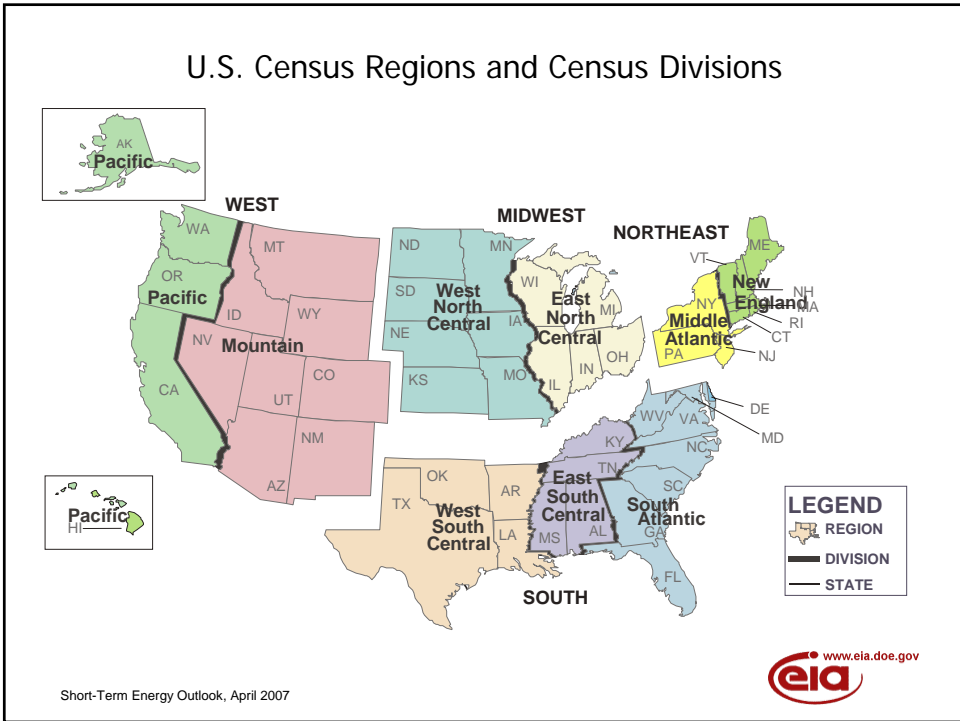 U.S. Census Regions and Census Divisions
AK
Pacific
WEST
MIDWEST
NORTHEAST
WA
MT
OR
Pacific
ID
WY
NV
Mountain
CA
UT
CO
AZ
NM
ND
MN
SD
West
North
Central
NE
IA
KS
MO
WI
East
North
Central
MI
IL
IN
OH
VT
ME
New
England
NH
MA
RI
CT
NY
Middle
Atlantic
PA
NJ
DE
MD
WV
VA
NC
SC
South
Atlantic
GA
FL
KY
TN
East
South
Central
MS
AL
OK
TX
AR
West
South
Central
LA
SOUTH
Pacific
HI
LEGEND
REGION
DIVISION
STATE
www.eia.doe.gov
eia
Short-Term Energy Outlook, April 2007